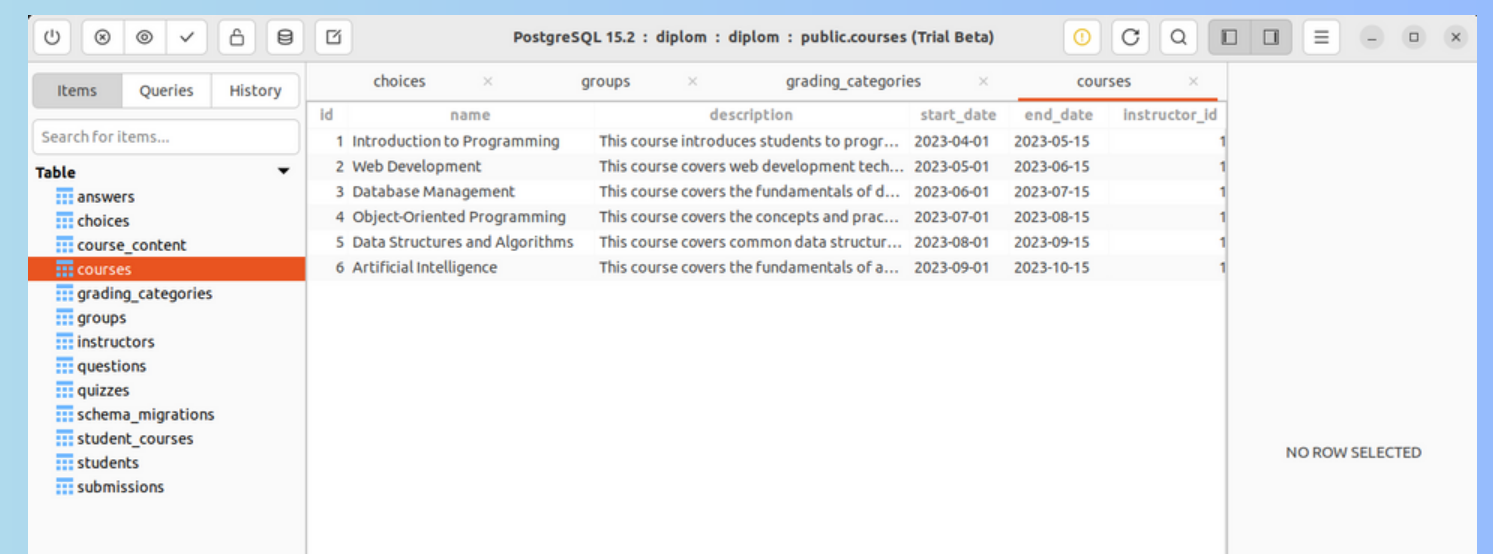 PostgreSQL 15.2 : diplom : diplom : public.courses (Trial Beta)
Items Queries History
Search for items...
Table
answers
choices
course_content
courses
grading_categories
groups
instructors
questions
quizzes
schema_migrations
student_courses
students
submissions
choices groups grading_categories courses
id name description start_date end_date instructor_id
1 Introduction to Programming This course introduces students to progr... 2023-04-01 2023-05-15 1
2 Web Development This course covers web development tech... 2023-05-01 2023-06-15 1
3 Database Management This course covers the fundamentals of d... 2023-06-01 2023-07-15 1
4 Object-Oriented Programming This course covers the concepts and prac... 2023-07-01 2023-08-15 1
5 Data Structures and Algorithms This course covers common data structur... 2023-08-01 2023-09-15 1
6 Artificial Intelligence This course covers the fundamentals of a... 2023-09-01 2023-10-15 1
NO ROW SELECTED